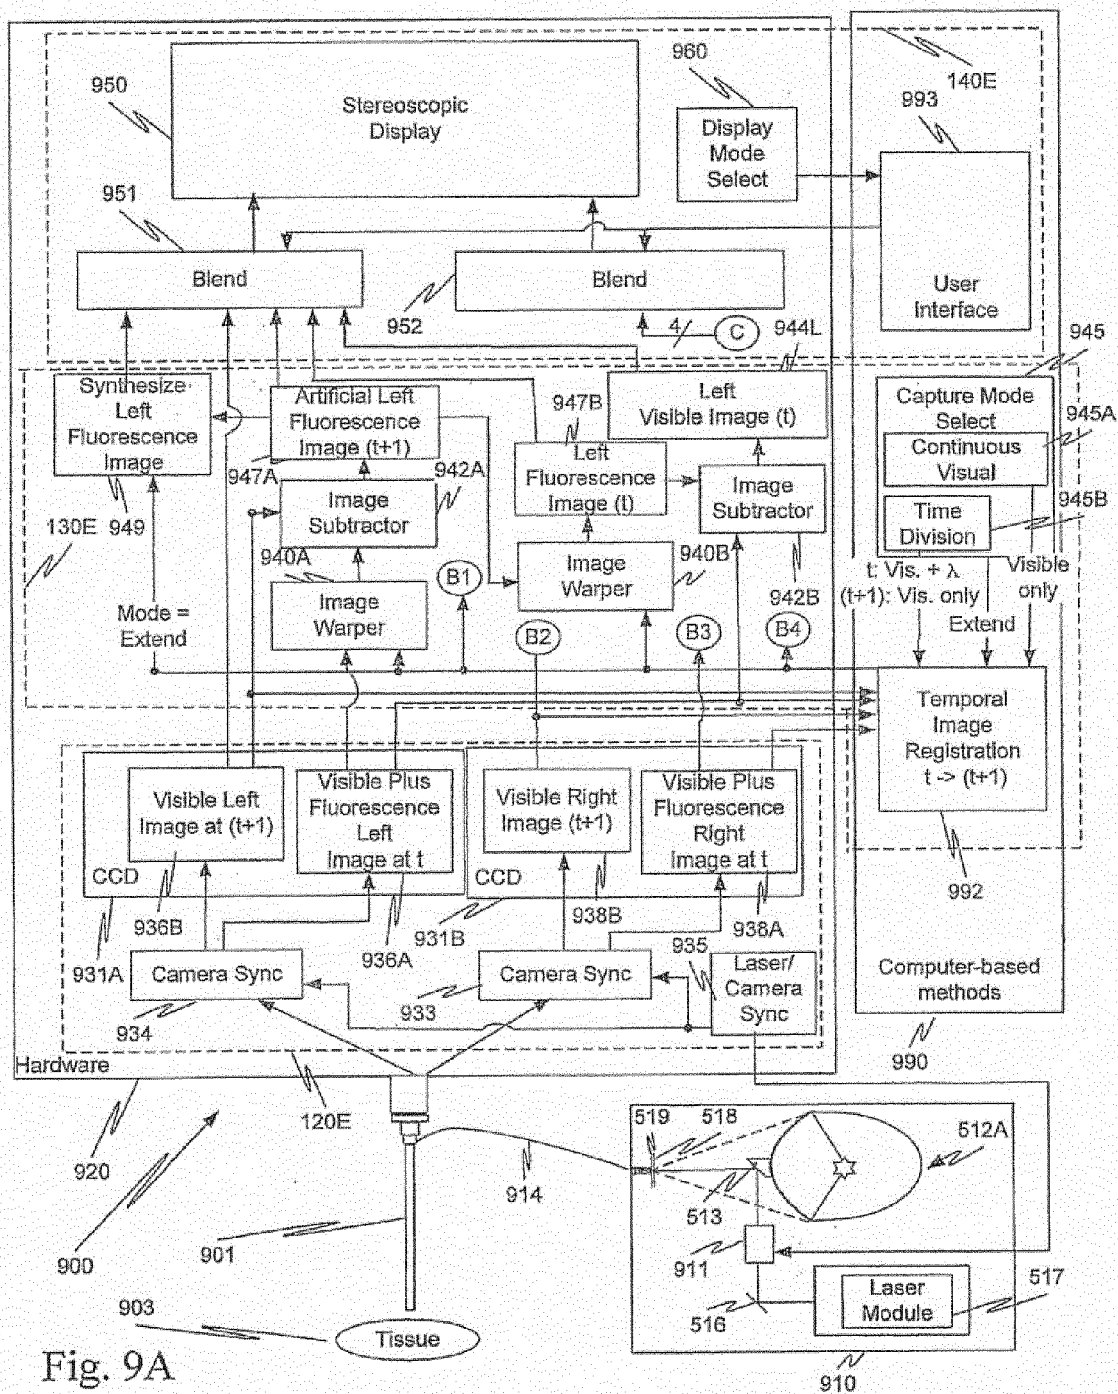 960
140E
950
Stereoscopic
Display
993
Display
Mode
Select
951
Blend
Blend
User
Interface
952
4
C
944L
945
Synthesize
Left
Fluorescence
Image
Artificial Left
Fluorescence
Image (t+1)
947B
Left
Visible Image (t)
Capture Mode
Select
945A
Continuous
Visual
947A
942A
Left
Fluorescence
Image (t)
Image
Subtractor
Image
Subtractor
945B
Time
Division
130E
949
940A
B1
Image
Warper
940B
942B
t: Vis. + λ
(t+1): Vis. only
Visible
only
Extend
Mode =
Extend
Image
Warper
B2
B3
B4
Temporal
Image
Registration
t -> (t+1)
Visible Left
Image at (t+1)
Visible Plus
Fluorescence
Left
Image at t
Visible Right
Image (t+1)
Visible Plus
Fluorescence
Right
Image at t
CCD
CCD
992
936B
938B
931A
936A
931B
935
938A
Camera Sync
Camera Sync
Laser/
Camera
Sync
Computer-based
methods
934
933
990
Hardware
120E
920
519
518
512A
914
513
900
901
911
517
Laser
Module
516
903
Tissue
910
Fig. 9A